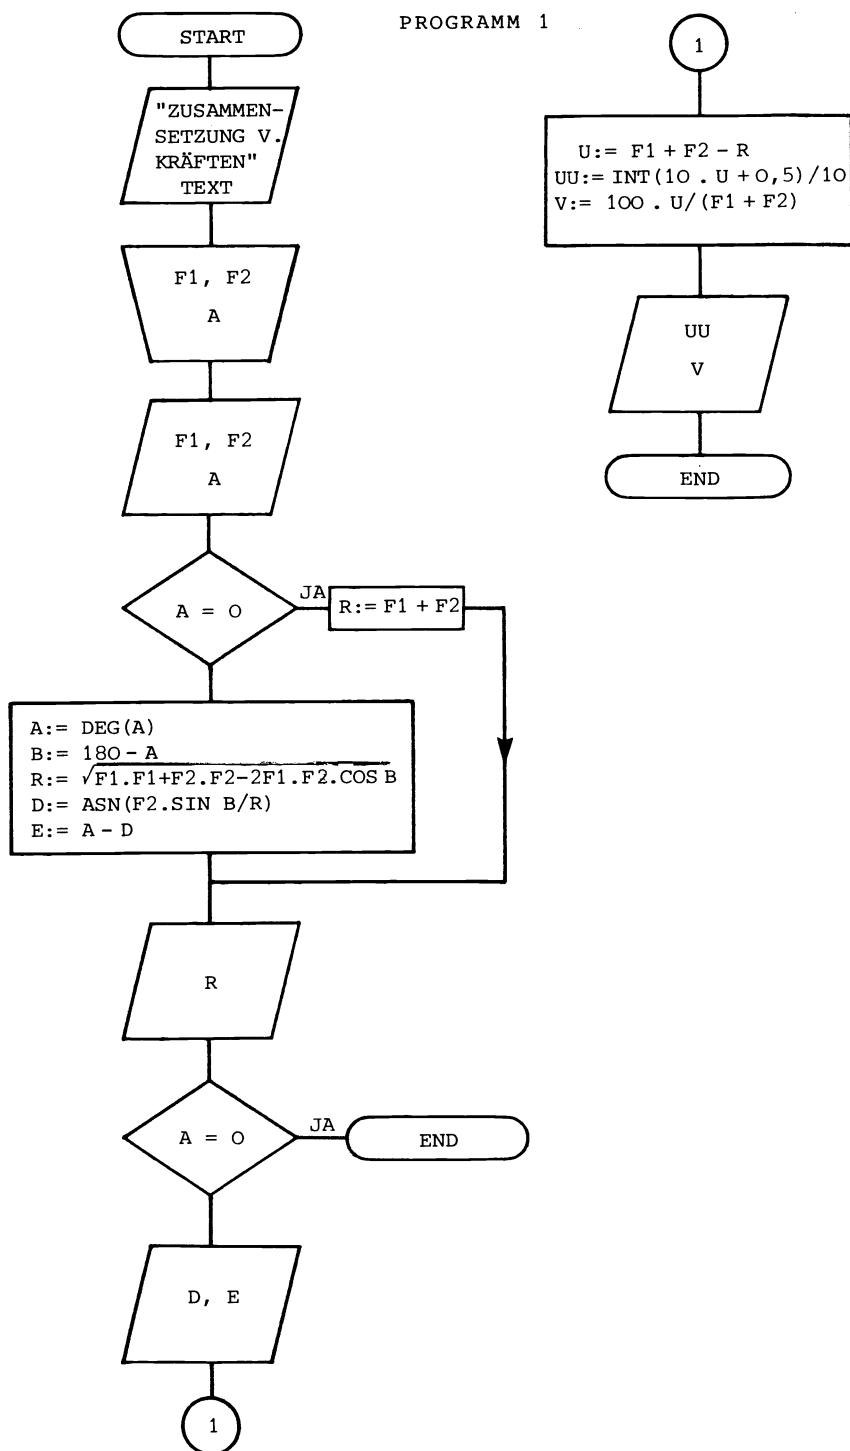 PROGRAMM 1
START
"ZUSAMMEN-
SETZUNG V.
KRÄFTEN"
TEXT
F1, F2
A
F1, F2
A
A = 0
JA
R:= F1 + F2
A:= DEG(A)
B:= 180 - A
R:= √F1.F1+F2.F2-2F1.F2.COS B
D:= ASN(F2.SIN B/R)
E:= A - D
R
A = 0
JA
END
D, E
1
1
U:= F1 + F2 - R
UU:= INT(10 . U + 0,5)/10
V:= 100 . U/(F1 + F2)
UU
V
END